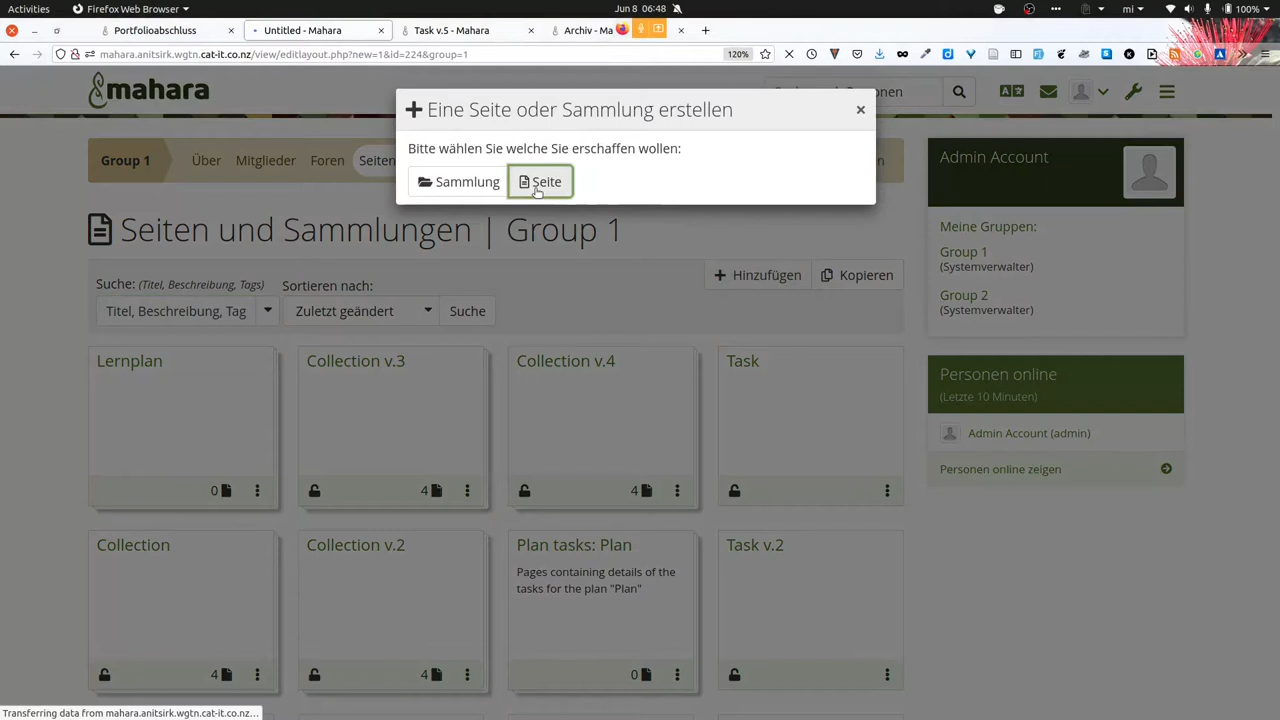 Activities
Firefox Web Browser
Jun 8 06:48
mi
100%
Portfolioabschluss
Untitled - Mahara
Task v.5 - Mahara
Archiv - Ma
mahara.anitsirk.wgtn.cat-it.co.nz/view/editlayout.php?new=1&id=224&group=1
120%
mahara
Eine Seite oder Sammlung erstellen
Bitte wählen Sie welche Sie erschaffen wollen:
Sammlung
Seite
Group 1
Über
Mitglieder
Foren
Seiten
Seiten und Sammlungen | Group 1
Suche: (Titel, Beschreibung, Tags)
Titel, Beschreibung, Tag
Sortieren nach:
Zuletzt geändert
Suche
Hinzufügen
Kopieren
Lernplan
0
Collection v.3
4
Collection v.4
4
Task
Collection
4
Collection v.2
4
Plan tasks: Plan
Pages containing details of the
tasks for the plan "Plan"
0
Task v.2
Admin Account
Meine Gruppen:
Group 1
(Systemverwalter)
Group 2
(Systemverwalter)
Personen online
(Letzte 10 Minuten)
Admin Account (admin)
Personen online zeigen
Transferring data from mahara.anitsirk.wgtn.cat-it.co.nz...